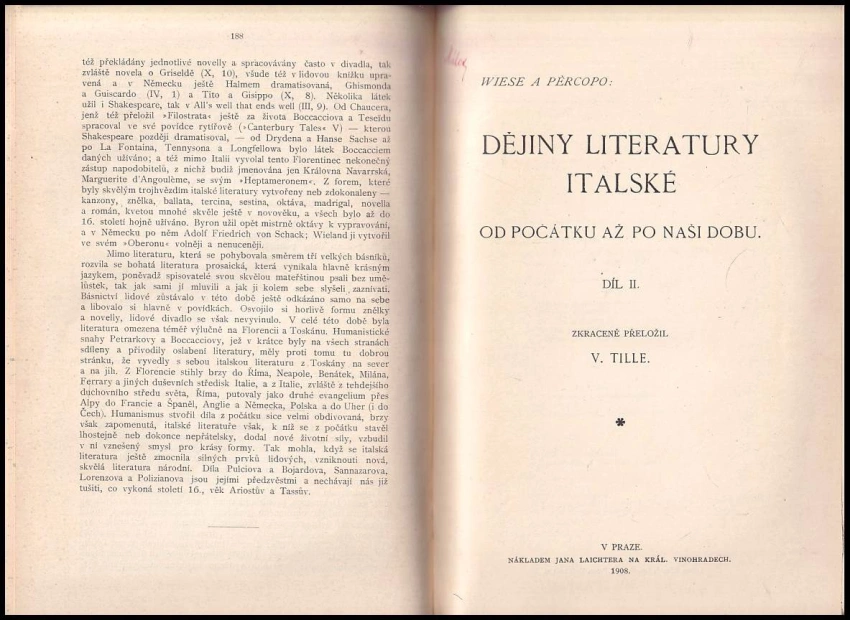 188
též překládány jednotlivé novelly a spracovávány často v divadla, tak
zvláště novela o Griseldě (X, 10), všude též v lidovou knížku upra-
vená a v Německu ještě Halmem dramatisovaná, Ghismonda
a Guiscardo (IV, 1) a Tito a Gisippo (X, 8). Několika látek
užil i Shakespeare, tak v All's well that ends well (III, 9). Od Chaucera,
jenž též přeložil »Filostrata« ještě za života Boccacciova a Teseidu
spracoval ve své povídce rytířově (»Canterbury Tales« V) — kterou
Shakespeare později dramatisoval, — od Drydena a Hanse Sachse až
po La Fontaina, Tennysona a Longfellowa bylo látek Boccacciem
daných užíváno; a též mimo Italii vyvolal tento Florentinec nekonečný
zástup napodobitelů, z nichž budiž jmenována jen Královna Navarrská,
Marguerite d'Angoulème, se svým »Heptameronem«. Z forem, které
byly skvělým trojhvězdím italské literatury vytvořeny neb zdokonaleny —
kanzony, znělka, ballata, tercina, sestina, oktáva, madrigal, novella
a román, kvetou mnohé skvěle ještě v novověku, a všech bylo až do
16. století hojně užíváno. Byron užil opět mistrně oktávy k vypravování,
a v Německu po něm Adolf Friedrich von Schack; Wieland ji vytvořil
ve svém »Oberonu« volněji a nenuceněji.
Mimo literaturu, která se pohybovala směrem tří velkých básníků,
rozvila se bohatá literatura prosaická, která vynikala hlavně krásným
jazykem, poněvadž spisovatelé svou skvělou mateřštinou psali bez umě-
lůstek, tak jak sami jí mluvili a jak ji kolem sebe slyšeli zaznívati.
Básnictví lidové zůstávalo v této době ještě odkázáno samo na sebe
a libovalo si hlavně v povídkách. Osvojilo si horlivě formu znělky
a novelly, lidové divadlo se však nevyvinulo. V celé této době byla
literatura omezena téměř výlučně na Florencii a Toskánu. Humanistické
snahy Petrarkovy a Boccacciovy, jež v krátce byly na všech stranách
sdíleny a přivodily oslabení literatury, měly proti tomu tu dobrou
stránku, že vyvedly s sebou italskou literaturu z Toskány na sever
a na jih. Z Florencie stihly brzy do Říma, Neapole, Benátek, Milána,
Ferrary a jiných duševních středisk Italie, a z Italie, zvláště z tehdejšího
duchovního středu světa, Říma, putovaly jako druhé evangelium přes
Alpy do Francie a Španěl, Anglie a Německa, Polska a do Uher (i do
Čech). Humanismus stvořil díla z počátku sice velmi obdivovaná, brzy
však zapomenutá, italské literatuře však, k níž se z počátku stavěl
lhostejně neb dokonce nepřátelsky, dodal nové životní síly, vzbudil
v ní vznešený smysl pro krásy formy. Tak mohla, když se italská
literatura ještě zmocnila silných prvků lidových, vzniknouti nová,
skvělá literatura národní. Díla Pulciova a Bojardova, Sannazarova,
Lorenzova a Polizianova jsou jejími předzvěstmi a nechávají nás již
tušiti, co vykoná století 16., věk Ariostův a Tassův.
WIESE A PÈRCOPO:
DĚJINY LITERATURY
ITALSKÉ
OD POČÁTKU AŽ PO NAŠI DOBU.
DÍL II.
ZKRACENĚ PŘELOŽIL
V. TILLE.
*
V PRAZE.
NÁKLADEM JANA LAICHTERA NA KRÁL. VINOHRADECH.
1908.